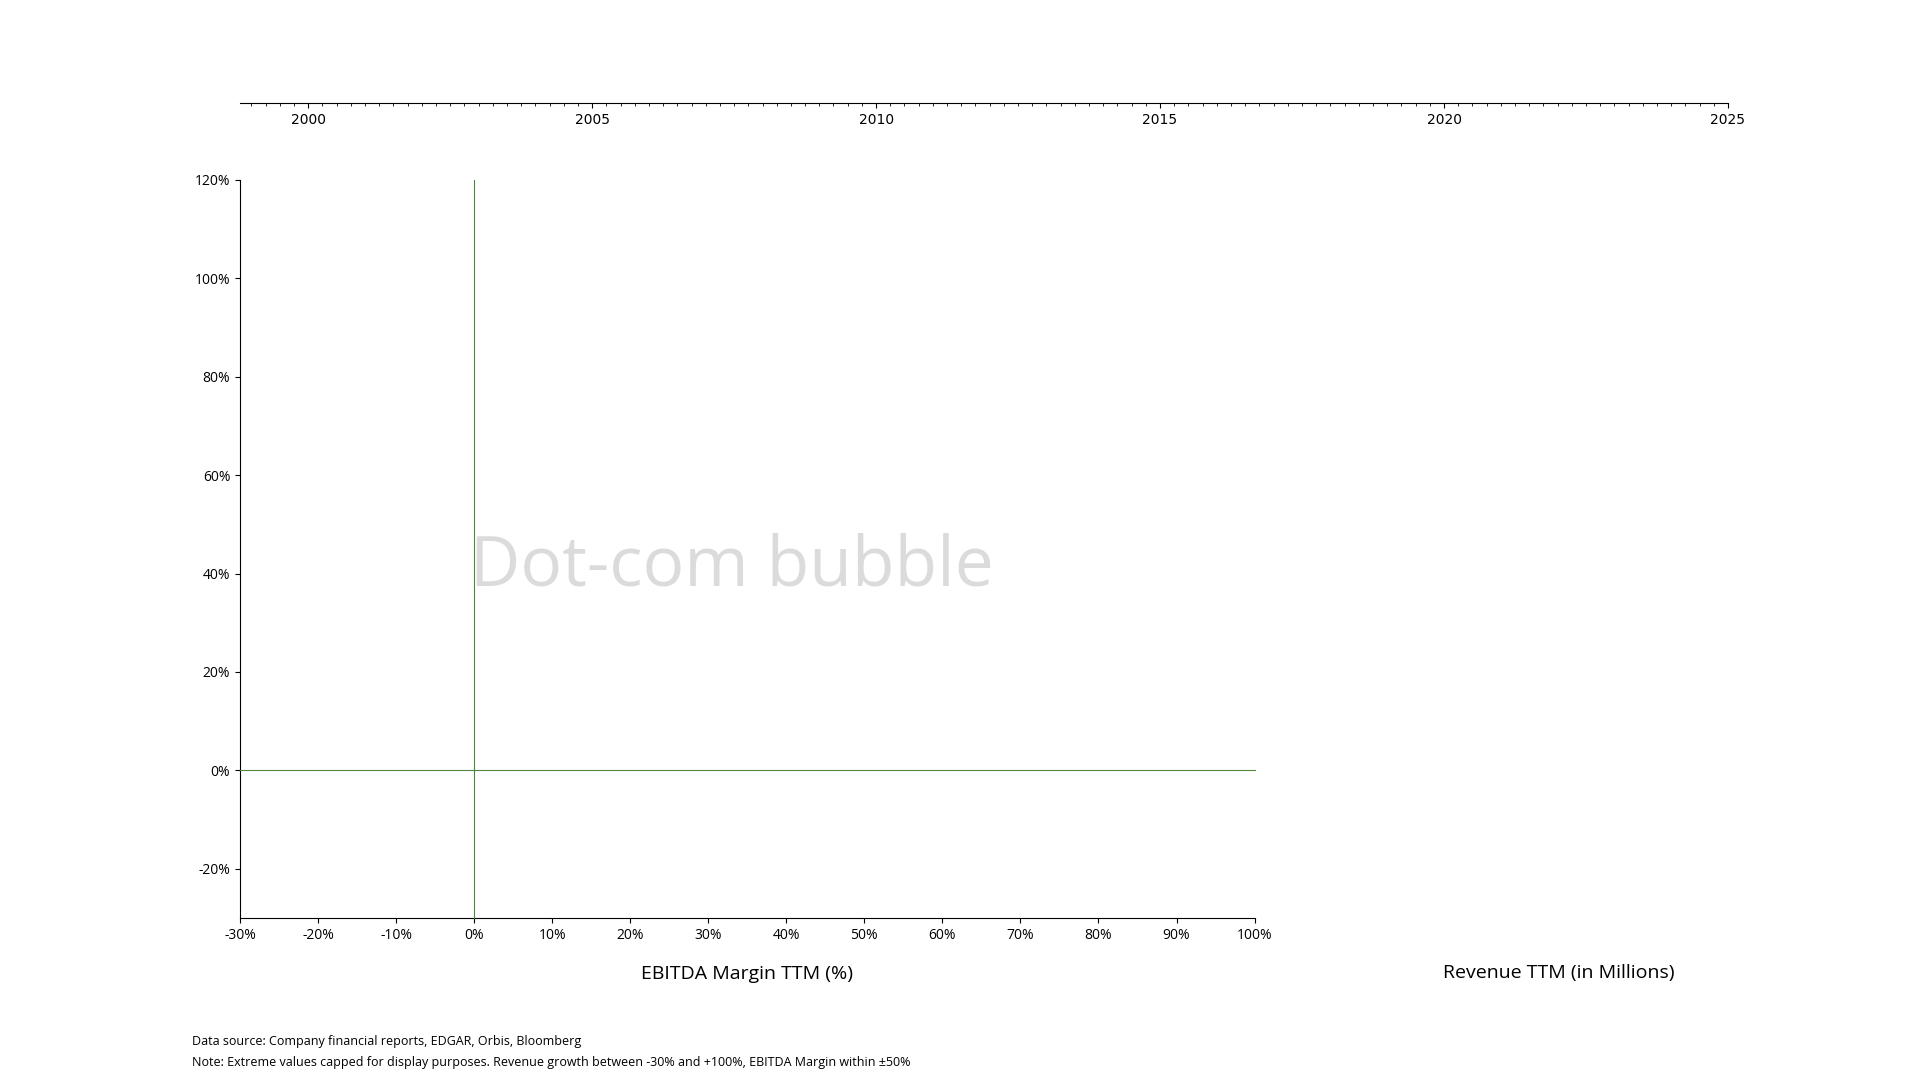 2000 2005 2010 2015 2020 2025
120%
100%
80%
60%
Dot-com bubble
40%
20%
0%
-20%
-30% -20% -10% 0% 10% 20% 30% 40% 50% 60% 70% 80% 90% 100%
EBITDA Margin TTM (%)
Revenue TTM (in Millions)
Data source: Company financial reports, EDGAR, Orbis, Bloomberg
Note: Extreme values capped for display purposes. Revenue growth between -30% and +100%, EBITDA Margin within ±50%